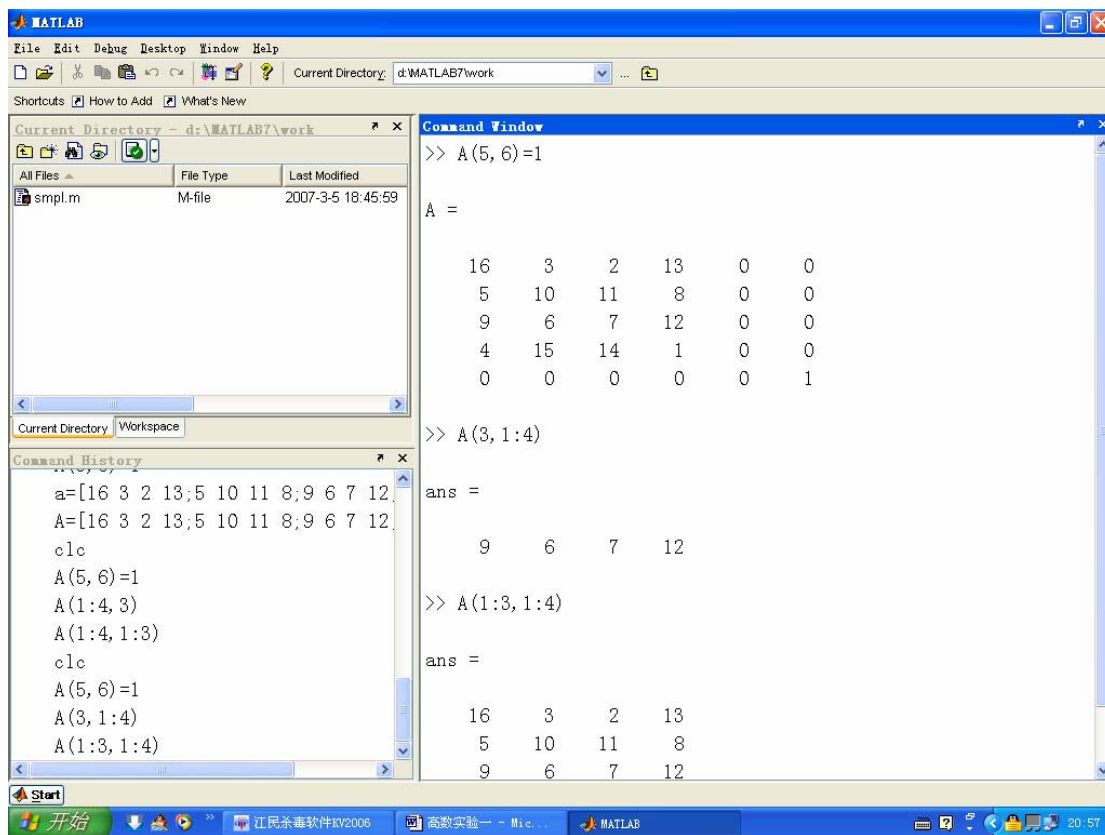 MATLAB
File Edit Debug Desktop Window Help
Current Directory: d:\MATLAB7\work ...
Shortcuts How to Add What's New
Current Directory - d:\MATLAB7\work
All Files File Type Last Modified
smpl.m M-file 2007-3-5 18:45:59
Current Directory Workspace
Command History
a=[16 3 2 13;5 10 11 8;9 6 7 12
A=[16 3 2 13;5 10 11 8;9 6 7 12
clc
A(5,6)=1
A(1:4,3)
A(1:4,1:3)
clc
A(5,6)=1
A(3,1:4)
A(1:3,1:4)
Command Window
>> A(5,6)=1
A =
16 3 2 13 0 0
5 10 11 8 0 0
9 6 7 12 0 0
4 15 14 1 0 0
0 0 0 0 0 1
>> A(3,1:4)
ans =
9 6 7 12
>> A(1:3,1:4)
ans =
16 3 2 13
5 10 11 8
9 6 7 12
Start
开始 江民杀毒软件KV2006 高数实验一 - Mic... MATLAB 20:57